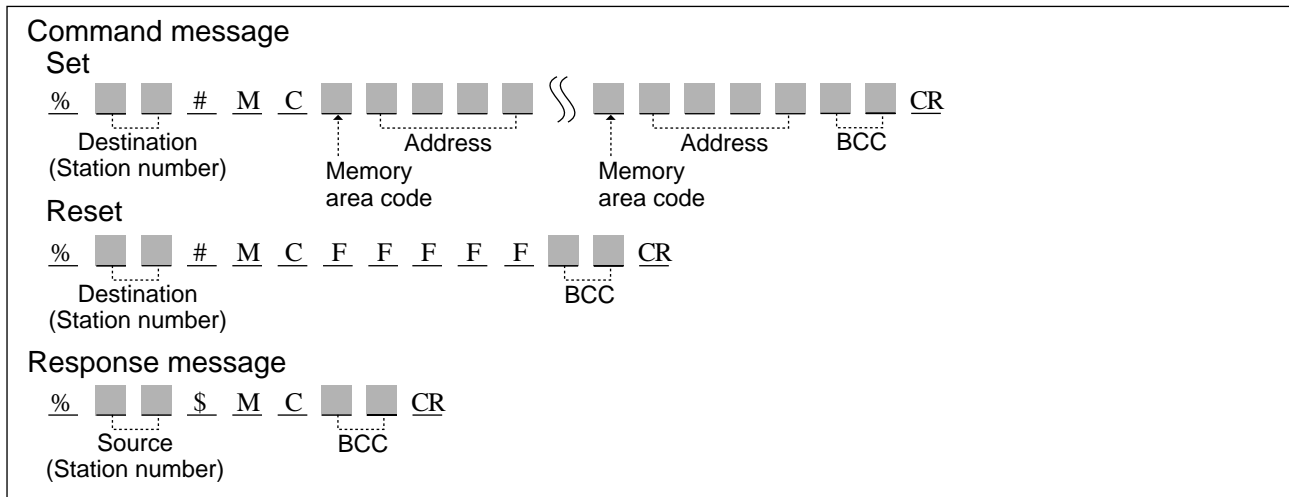 Command message
Set
% # M C CR
Destination Address Address BCC
(Station number) Memory Memory
area code area code
Reset
% # M C F F F F F CR
Destination BCC
(Station number)
Response message
% $ M C CR
Source BCC
(Station number)